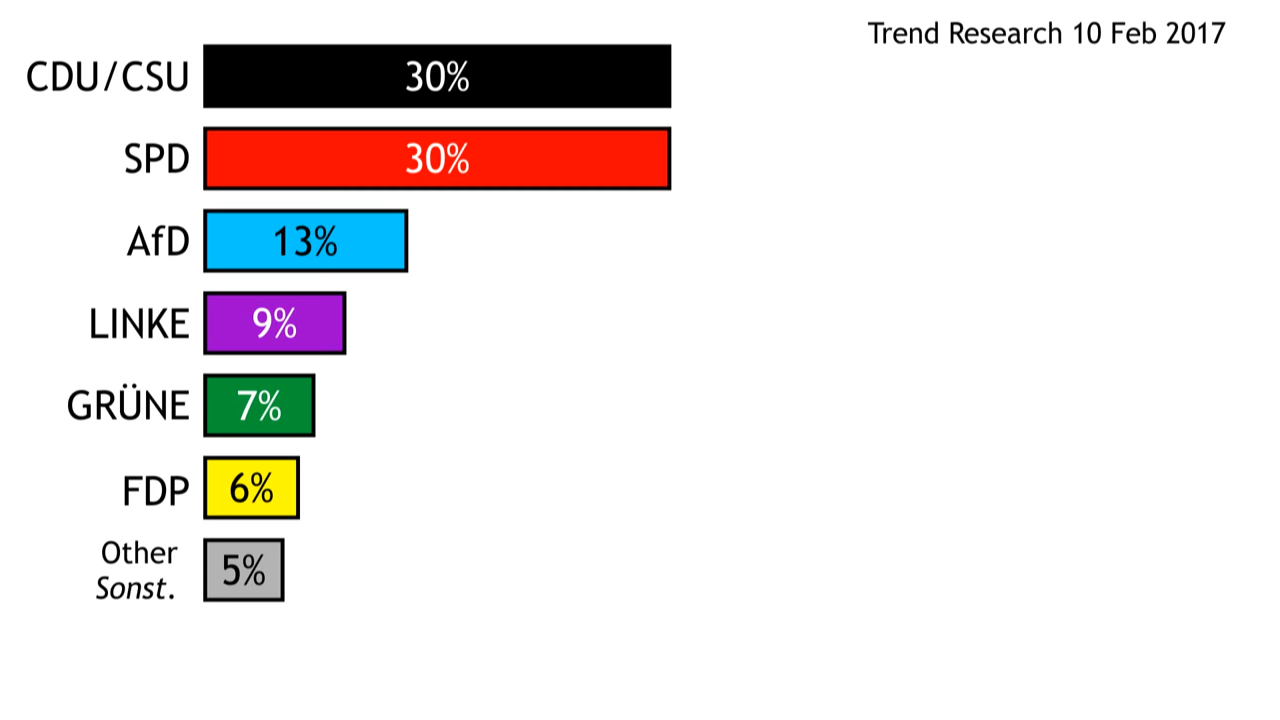 Trend Research 10 Feb 2017
CDU/CSU 30%
SPD 30%
AfD 13%
LINKE 9%
GRÜNE 7%
FDP 6%
Other
Sonst. 5%